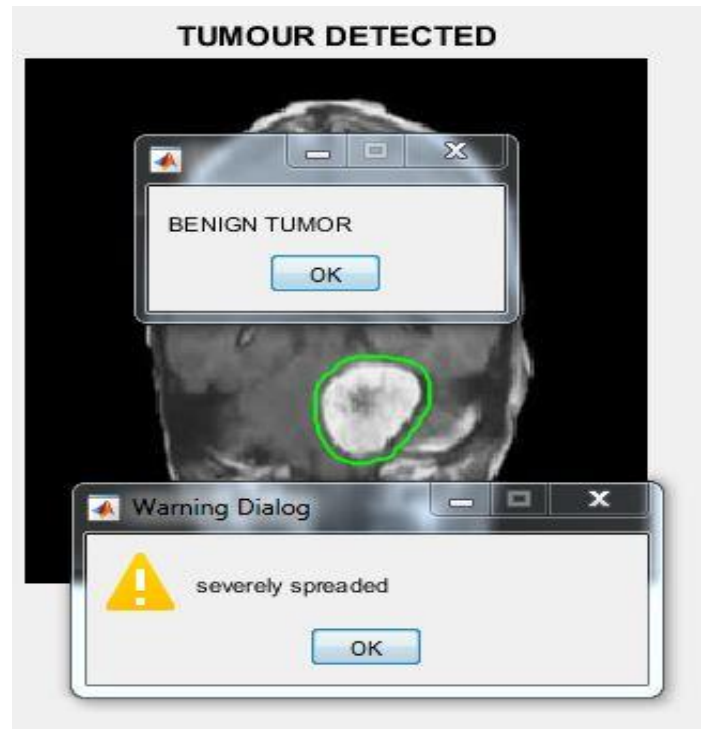 TUMOUR DETECTED
BENIGN TUMOR
OK
Warning Dialog
severely spreaded
OK